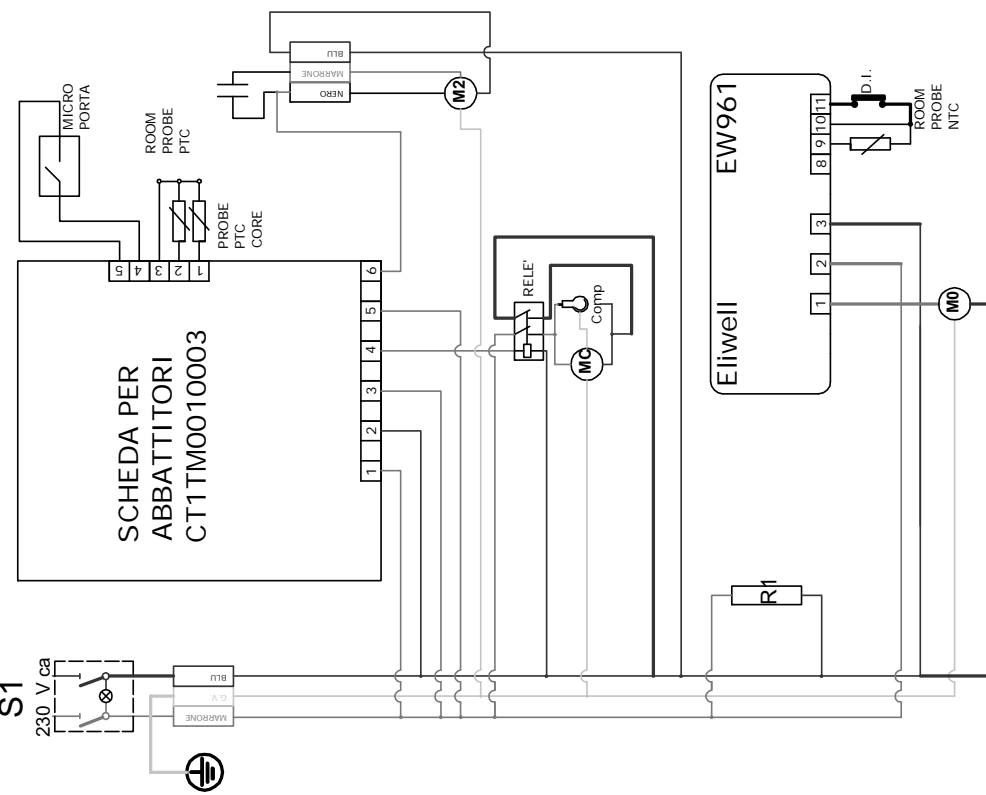 S1
230 V ca
BLU
G.V.
MARRONE
SCHEDA PER
ABBATTITORI
CT1TM0010003
5
4
3
2
1
MICRO
PORTA
ROOM
PROBE
PTC
PROBE
PTC
CORE
1
2
3
4
5
6
BLU
MARRONE
NERO
M2
RELE'
Comp
MC
R1
Eliwell
EW961
1
2
3
8
9
10
11
D.I.
ROOM
PROBE
NTC
M0